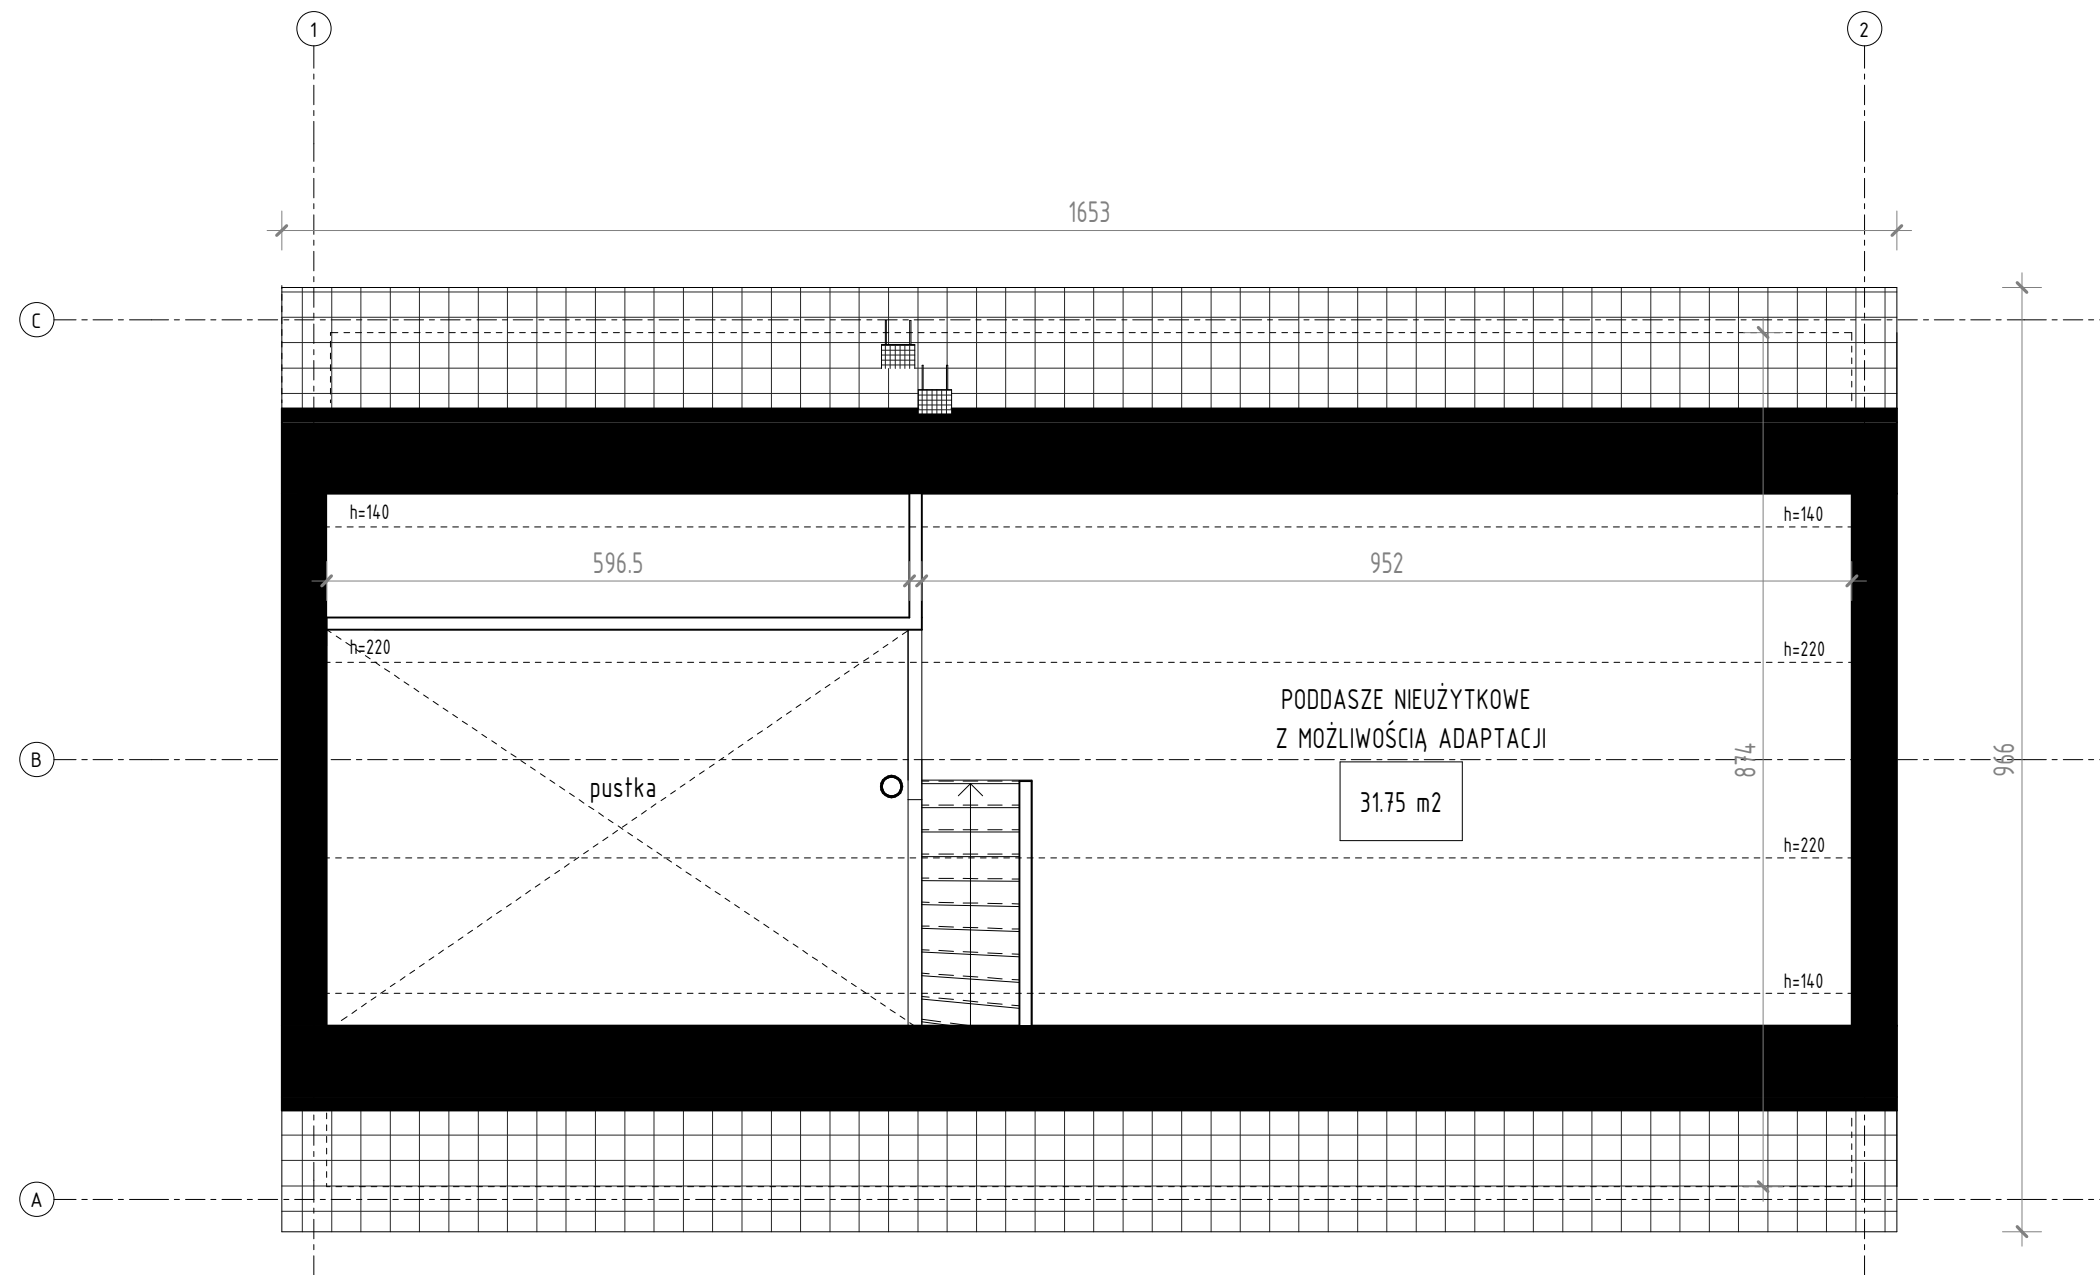 1
2
1653
C
h=140
h=140
596.5
952
h=220
h=220
PODDASZE NIEUŻYTKOWE
Z MOŻLIWOŚCIĄ ADAPTACJI
B
874
966
pustka
31.75 m2
h=220
h=140
A